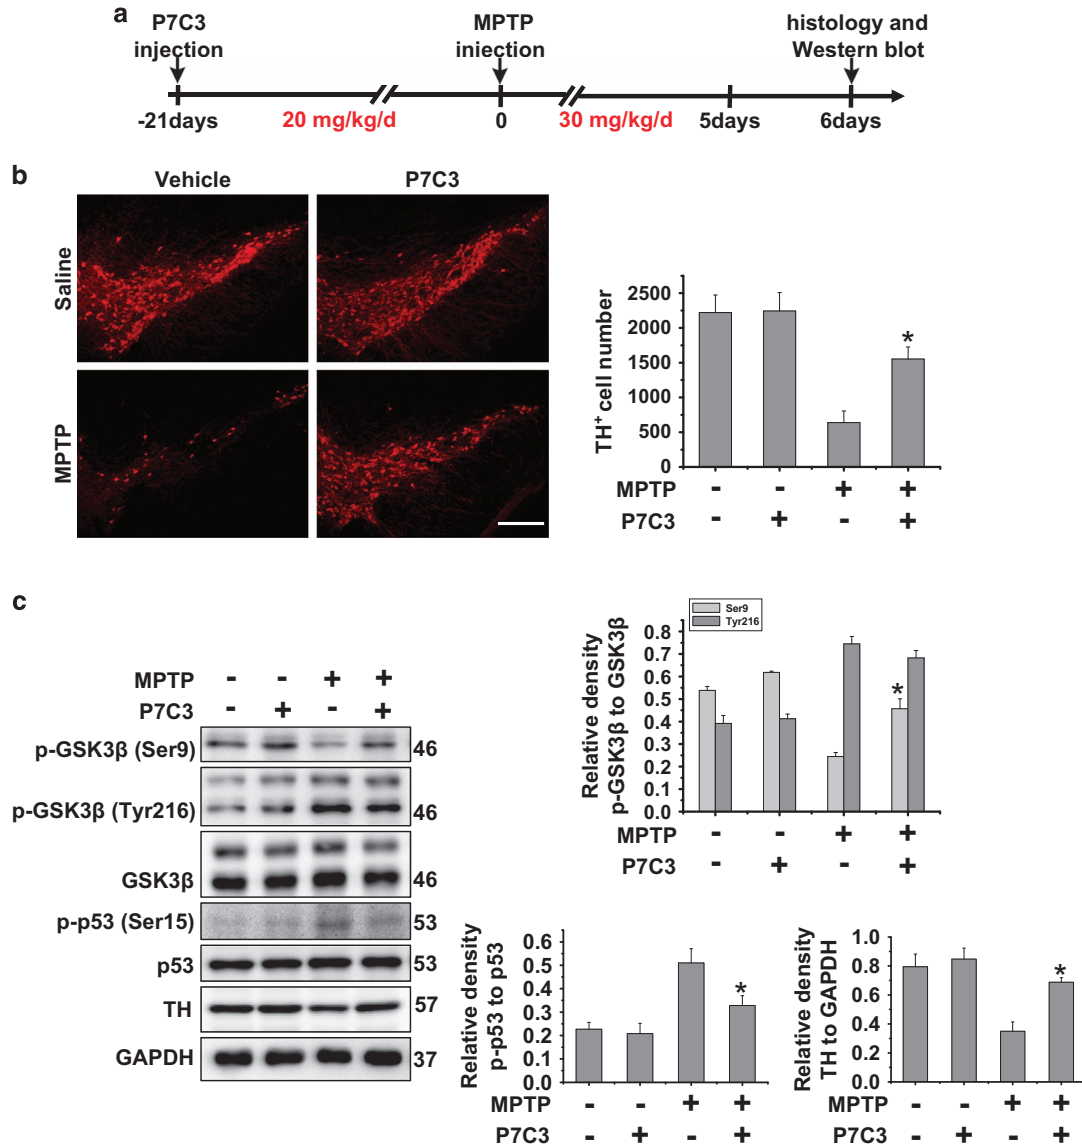 a
P7C3 injection
MPTP iniection
histology and Western blot
-21days
20 mg/kg/d
0
30 mg/kg/d
5days
6days
b
Vehicle
P7C3
Saline
MPTP
TH+ cell number
2500
2000
1500
1000
500
0
*
MPTP - - + +
P7C3 - + - +
c
MPTP - - + +
P7C3 - + - +
p-GSK3β (Ser9) 46
p-GSK3β (Tyr216) 46
GSK3β 46
p-p53 (Ser15) 53
p53 53
TH 57
GAPDH 37
Ser9
Tyr216
Relative density
p-GSK3β to GSK3β
0.8
0.7
0.6
0.5
0.4
0.3
0.2
0.1
0.0
*
MPTP - - + +
P7C3 - + - +
Relative density
p-p53 to p53
0.6
0.5
0.4
0.3
0.2
0.1
0.0
*
MPTP - - + +
P7C3 - + - +
Relative density
TH to GAPDH
1.0
0.8
0.6
0.4
0.2
0.0
*
MPTP - - + +
P7C3 - + - +